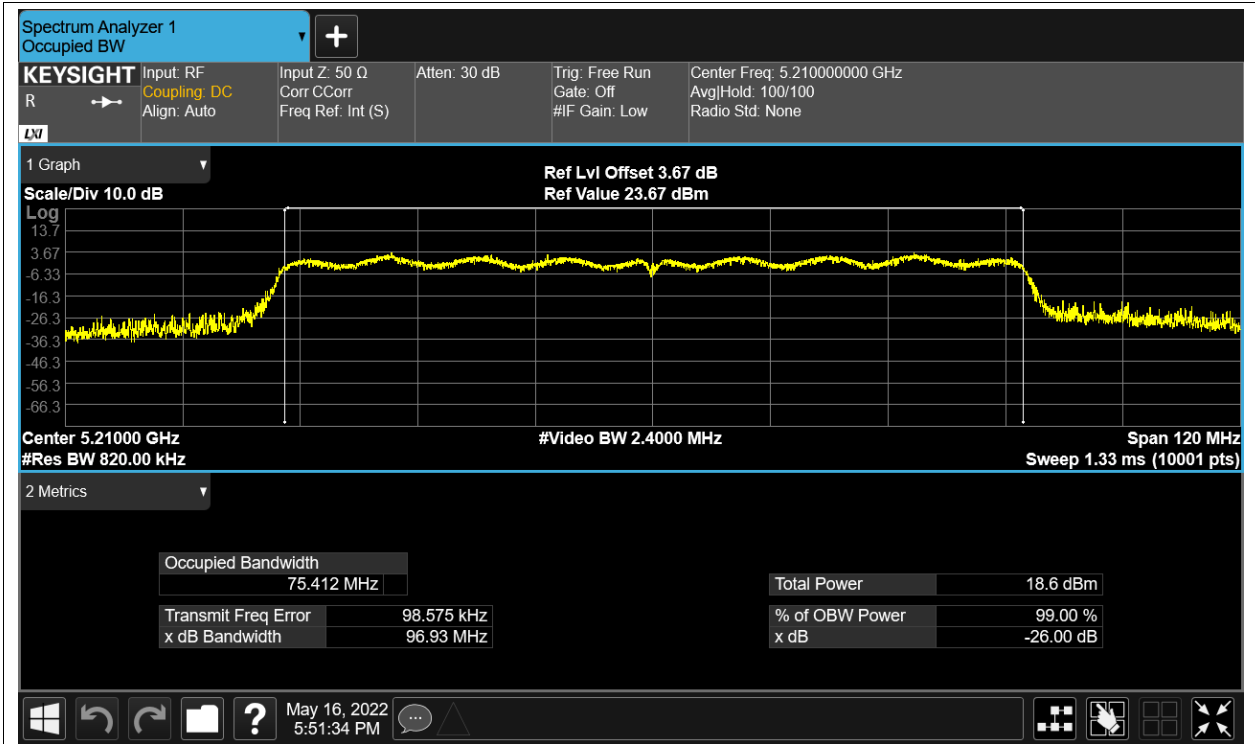 Spectrum Analyzer 1
Occupied BW
KEYSIGHT
R
LXI
Input: RF
Coupling: DC
Align: Auto
Input Z: 50 Ω
Corr CCorr
Freq Ref: Int (S)
Atten: 30 dB
Trig: Free Run
Gate: Off
#IF Gain: Low
Center Freq: 5.210000000 GHz
Avg|Hold: 100/100
Radio Std: None
1 Graph
Scale/Div 10.0 dB
Ref Lvl Offset 3.67 dB
Ref Value 23.67 dBm
Log
13.7
3.67
-6.33
-16.3
-26.3
-36.3
-46.3
-56.3
-66.3
Center 5.21000 GHz
#Video BW 2.4000 MHz
Span 120 MHz
#Res BW 820.00 kHz
Sweep 1.33 ms (10001 pts)
2 Metrics
Occupied Bandwidth
75.412 MHz
Transmit Freq Error 98.575 kHz
x dB Bandwidth 96.93 MHz
Total Power 18.6 dBm
% of OBW Power 99.00 %
x dB -26.00 dB
?
May 16, 2022
5:51:34 PM